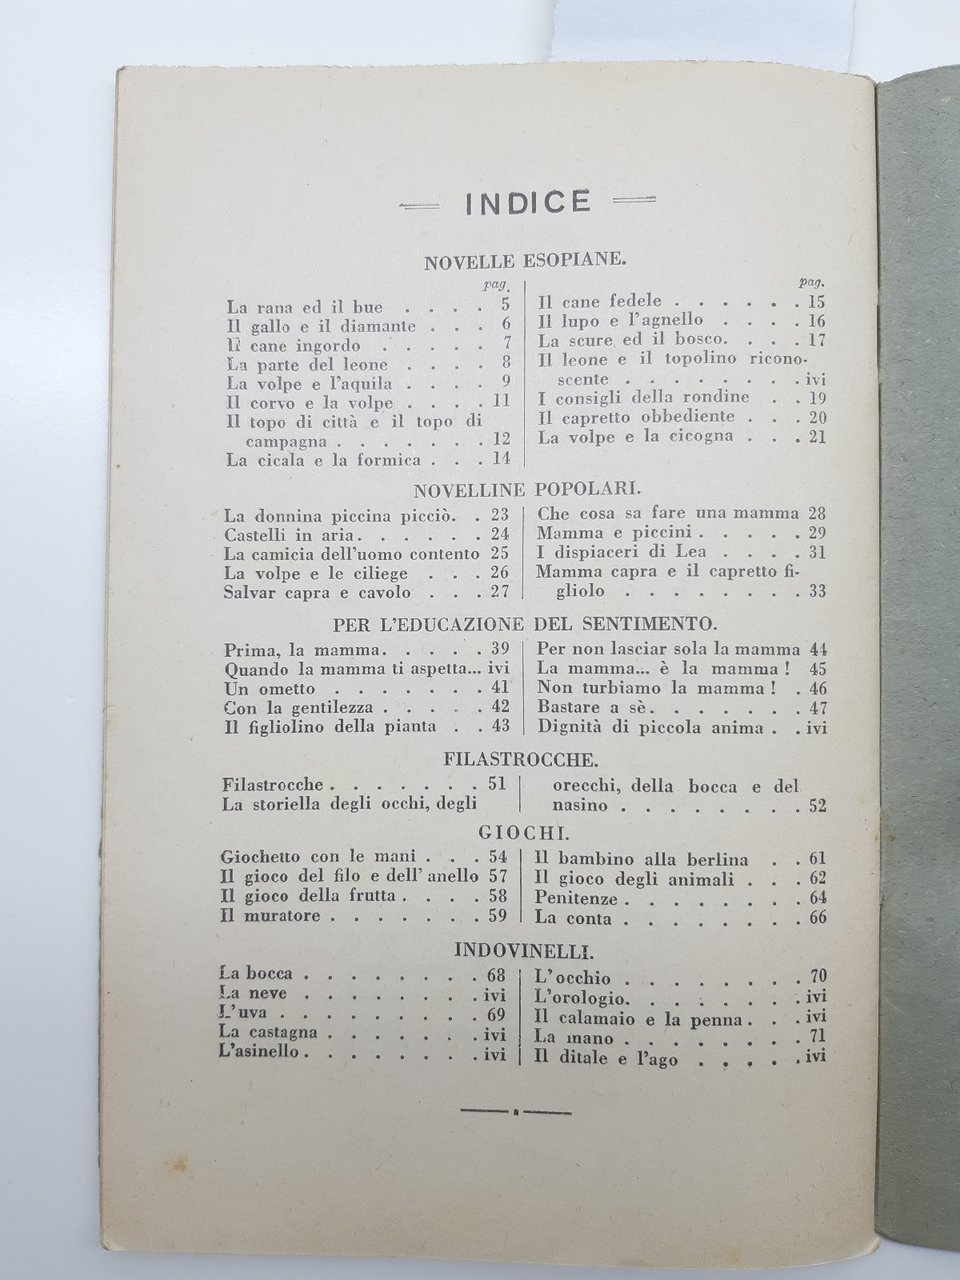 INDICE
NOVELLE ESOPIANE.
pag.
La rana ed il bue . . . . 5
Il gallo e il diamante . . . 6
Il cane ingordo . . . . . 7
La parte del leone . . . . 8
La volpe e l'aquila . . . . 9
Il corvo e la volpe . . . . 11
Il topo di città e il topo di
campagna . . . . . . . 12
La cicala e la formica . . . 14
pag.
Il cane fedele . . . . . . 15
Il lupo e l'agnello . . . . 16
La scure ed il bosco. . . . 17
Il leone e il topolino ricono-
scente . . . . . . . . ivi
I consigli della rondine . . 19
Il capretto obbediente . . . 20
La volpe e la cicogna . . . 21
NOVELLINE POPOLARI.
La donnina piccina picciò. . 23
Castelli in aria . . . . . . 24
La camicia dell'uomo contento 25
La volpe e le ciliege . . . 26
Salvar capra e cavolo . . . 27
Che cosa sa fare una mamma 28
Mamma e piccini . . . . . 29
I dispiaceri di Lea . . . . 31
Mamma capra e il capretto fi-
gliolo . . . . . . . . 33
PER L'EDUCAZIONE DEL SENTIMENTO.
Prima, la mamma. . . . . 39
Quando la mamma ti aspetta... ivi
Un ometto . . . . . . . 41
Con la gentilezza . . . . . 42
Il figliolino della pianta . . 43
Per non lasciar sola la mamma 44
La mamma... è la mamma ! 45
Non turbiamo la mamma ! . 46
Bastare a sè. . . . . . . 47
Dignità di piccola anima . . ivi
FILASTROCCHE.
Filastrocche . . . . . . . 51
La storiella degli occhi, degli
orecchi, della bocca e del
nasino . . . . . . . . 52
GIOCHI.
Giochetto con le mani . . . 54
Il gioco del filo e dell' anello 57
Il gioco della frutta . . . . 58
Il muratore . . . . . . . 59
Il bambino alla berlina . . 61
Il gioco degli animali . . . 62
Penitenze . . . . . . . . 64
La conta . . . . . . . . 66
INDOVINELLI.
La bocca . . . . . . . . 68
La neve . . . . . . . . ivi
L'uva . . . . . . . . . 69
La castagna . . . . . . . ivi
L'asinello . . . . . . . . ivi
L'occhio . . . . . . . . 70
L'orologio. . . . . . . . ivi
Il calamaio e la penna . . . ivi
La mano . . . . . . . . 71
Il ditale e l'ago . . . . . ivi